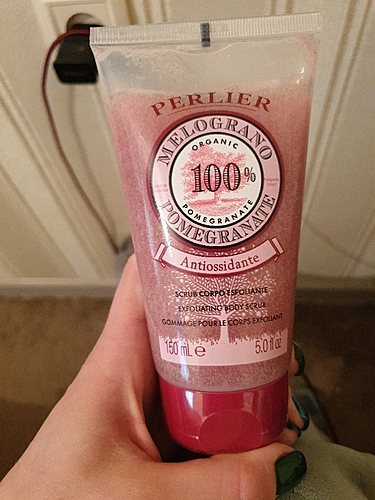 PERLIER
MELOGRANO
ORGANIC
100%
POMEGRANATE
POMEGRANATE
Antiossidante
SCRUB CORPO ESFOLIANTE
EXFOLIATING BODY SCRUB
GOMMAGE POUR LE CORPS EXFOLIANT
150 mL e 5.0 fl oz